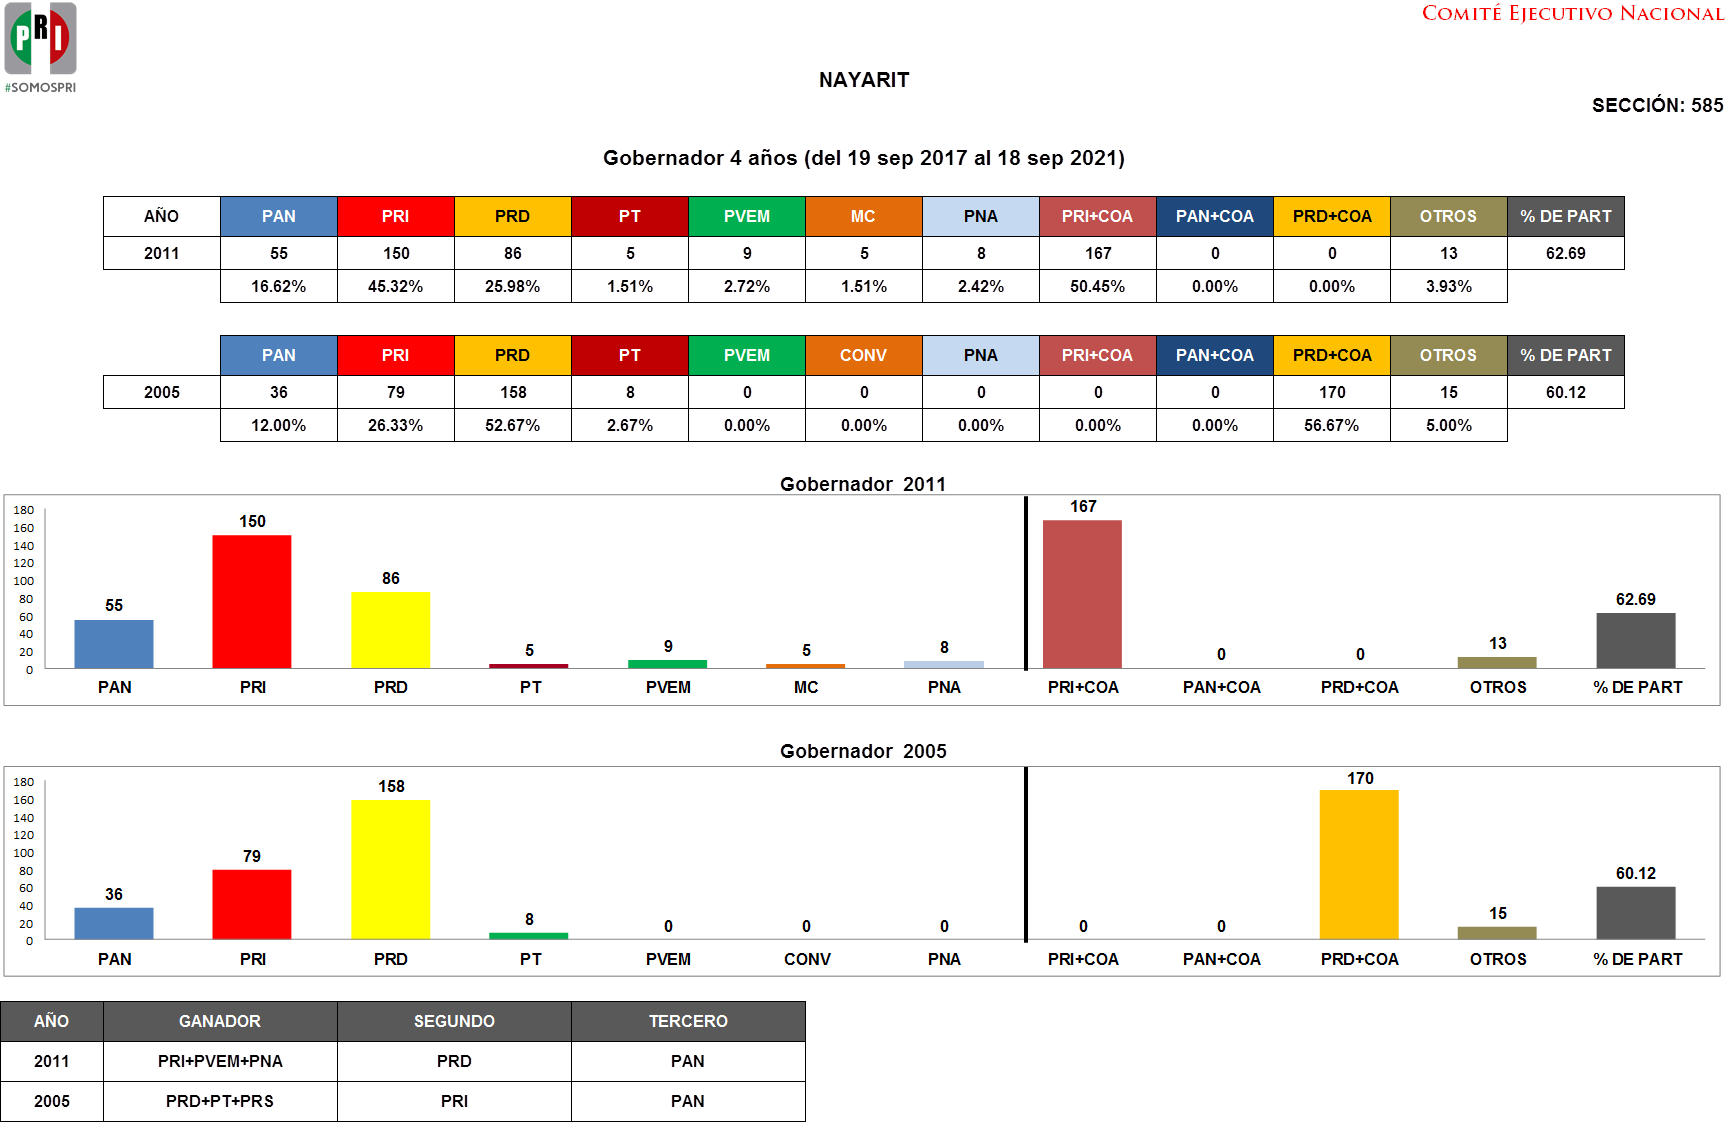 PRI
#SOMOSPRI
COMITÉ EJECUTIVO NACIONAL
NAYARIT
SECCIÓN: 585
Gobernador 4 años (del 19 sep 2017 al 18 sep 2021)
AÑO PAN PRI PRD PT PVEM MC PNA PRI+COA PAN+COA PRD+COA OTROS % DE PART
2011 55 150 86 5 9 5 8 167 0 0 13 62.69
16.62% 45.32% 25.98% 1.51% 2.72% 1.51% 2.42% 50.45% 0.00% 0.00% 3.93%
PAN PRI PRD PT PVEM CONV PNA PRI+COA PAN+COA PRD+COA OTROS % DE PART
2005 36 79 158 8 0 0 0 0 0 170 15 60.12
12.00% 26.33% 52.67% 2.67% 0.00% 0.00% 0.00% 0.00% 0.00% 56.67% 5.00%
Gobernador 2011
180
160
140
120
100
80
60
40
20
0
55 150 86 5 9 5 8 167 0 0 13 62.69
PAN PRI PRD PT PVEM MC PNA PRI+COA PAN+COA PRD+COA OTROS % DE PART
Gobernador 2005
180
160
140
120
100
80
60
40
20
0
36 79 158 8 0 0 0 0 0 170 15 60.12
PAN PRI PRD PT PVEM CONV PNA PRI+COA PAN+COA PRD+COA OTROS % DE PART
AÑO GANADOR SEGUNDO TERCERO
2011 PRI+PVEM+PNA PRD PAN
2005 PRD+PT+PRS PRI PAN